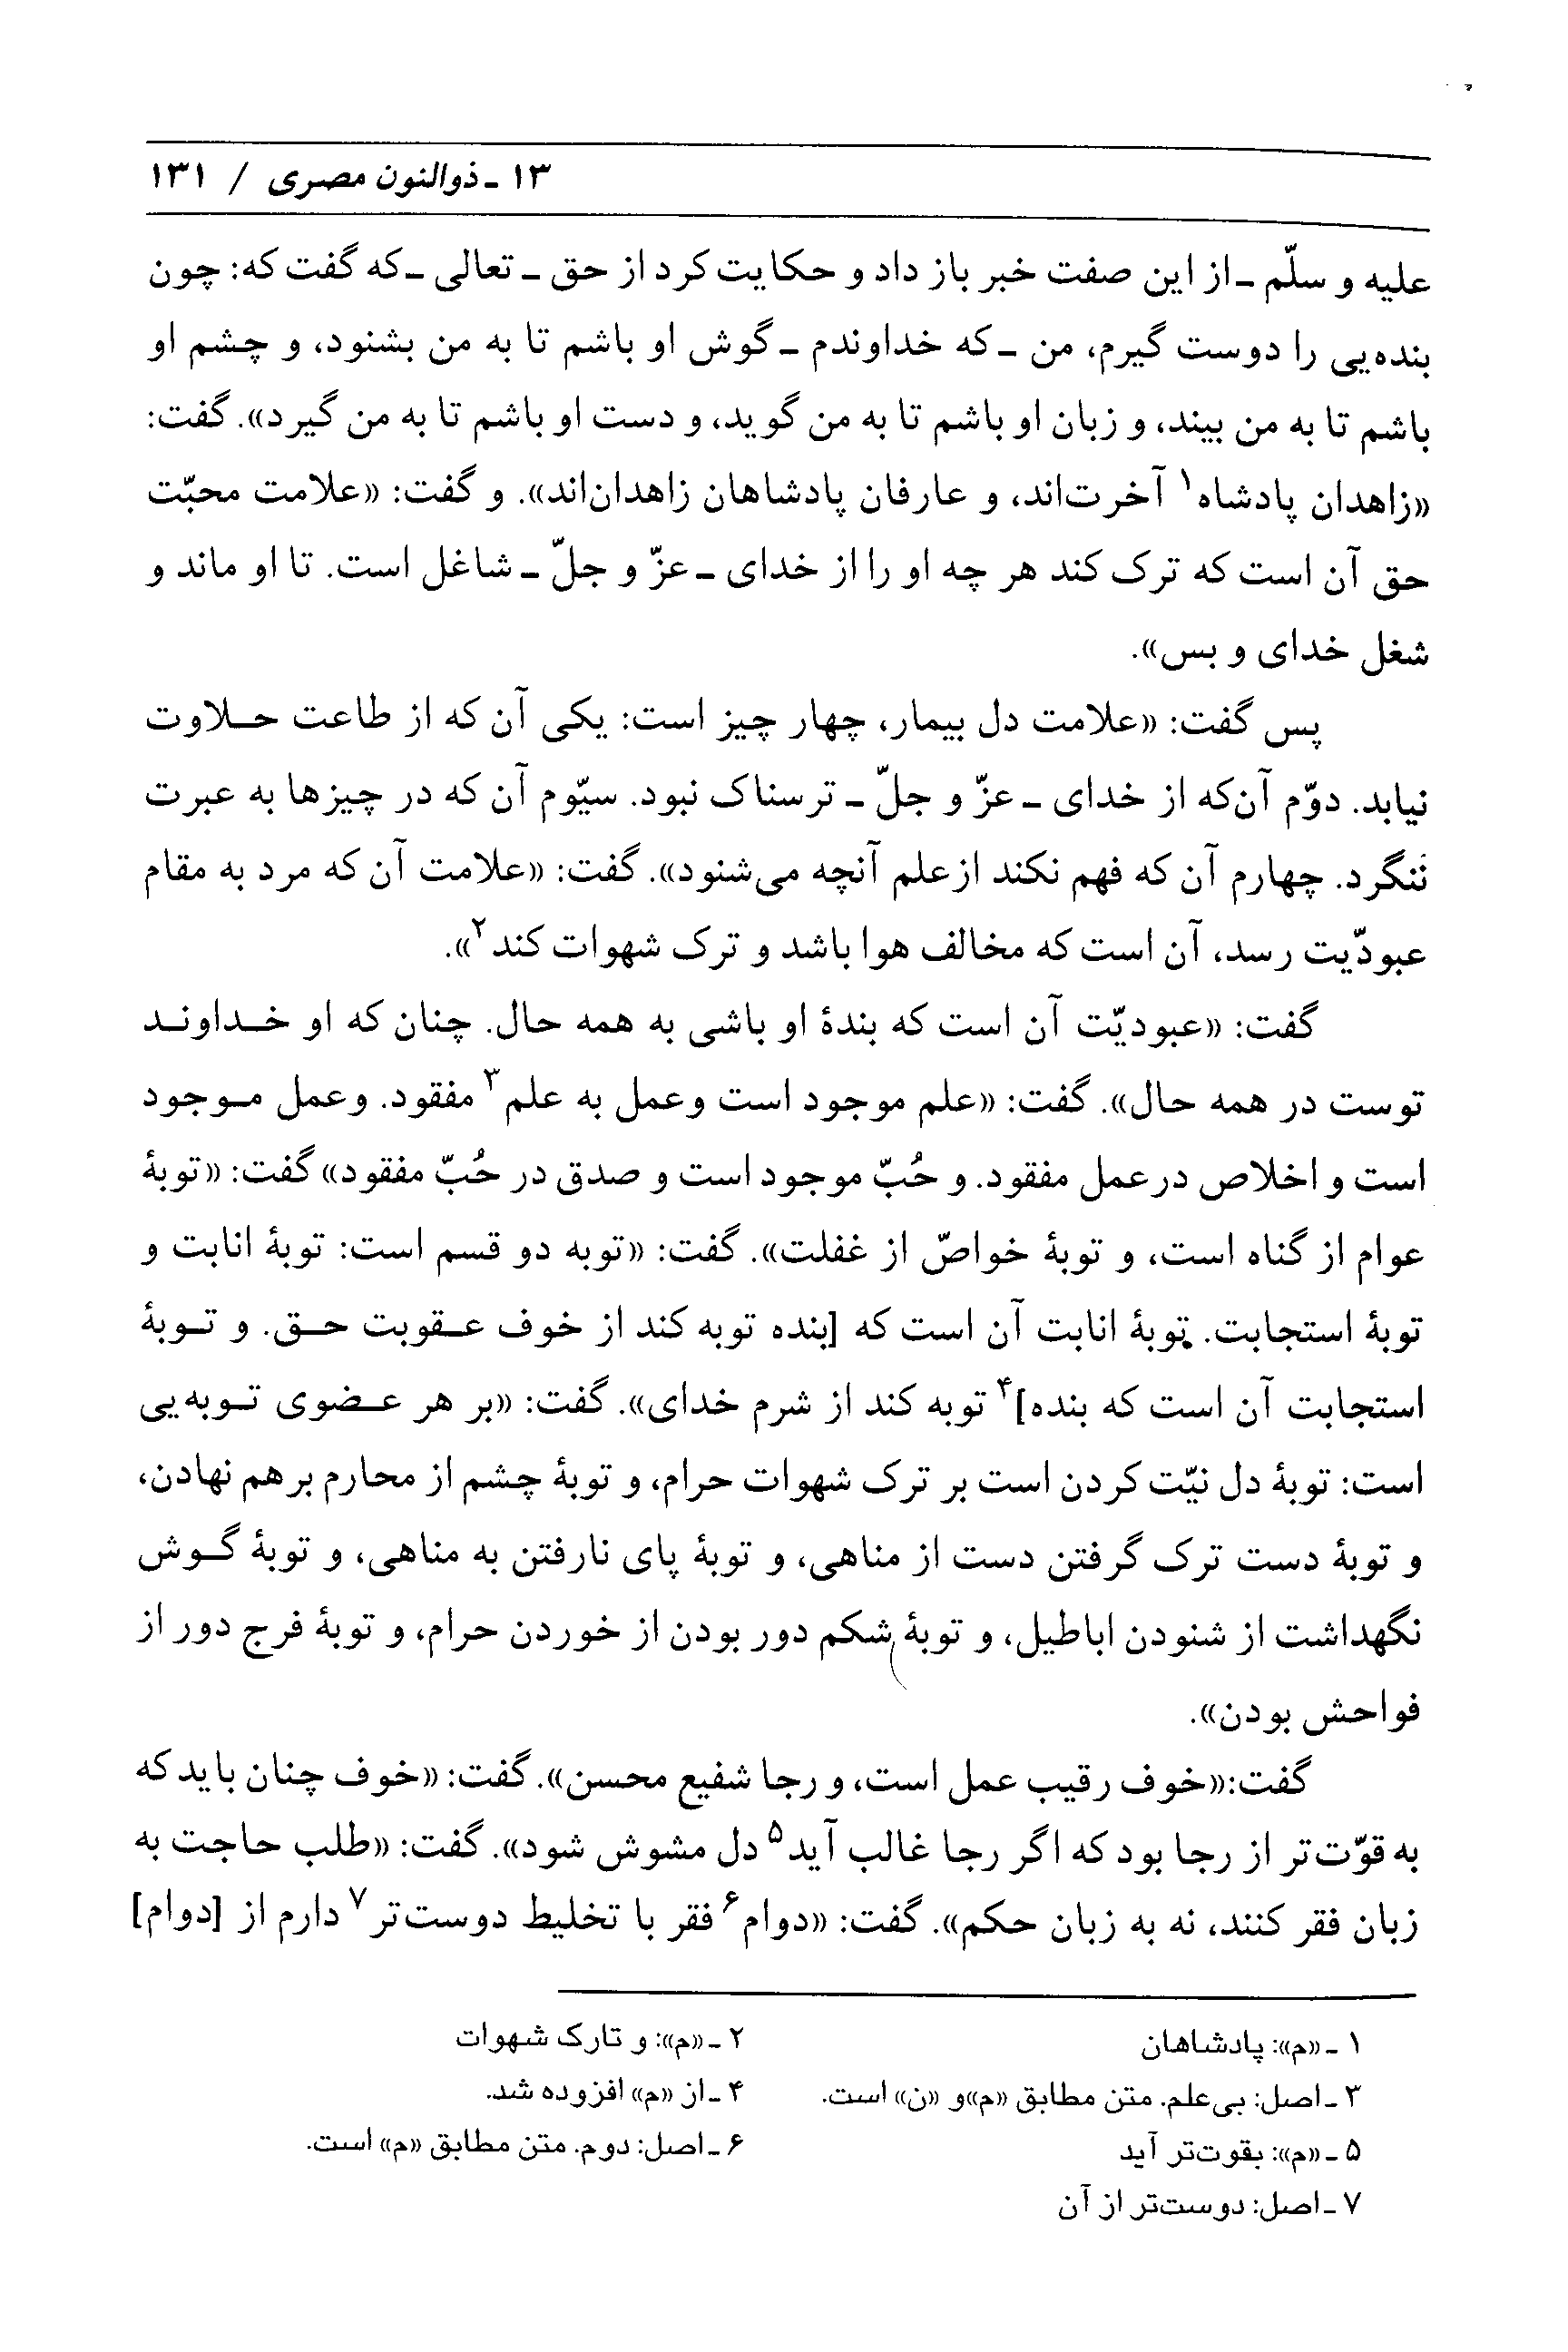 ۱۳ ـ ذوالنون مصری / ۱۳۱
علیه و سلّم ـ از این صفت خبر باز داد و حکایت کرد از حق ـ تعالی ـ که گفت که: چون
بنده‌یی را دوست گیرم، من ـ که خداوندم ـ گوش او باشم تا به من بشنود، و چشم او
باشم تا به من بیند، و زبان او باشم تا به من گوید، و دست او باشم تا به من گیرد». گفت:
«زاهدان پادشاه۱ آخرت‌اند، و عارفان پادشاهان زاهدان‌اند». و گفت: «علامت محبّت
حق آن است که ترک کند هر چه او را از خدای ـ عزّ و جلّ ـ شاغل است. تا او ماند و
شغل خدای و بس».
پس گفت: «علامت دل بیمار، چهار چیز است: یکی آن که از طاعت حلاوت
نیابد. دوّم آن‌که از خدای ـ عزّ و جلّ ـ ترسناک نبود. سیّوم آن که در چیزها به عبرت
ننگرد. چهارم آن که فهم نکند از علم آنچه می‌شنود». گفت: «علامت آن که مرد به مقام
عبودیّت رسد، آن است که مخالف هوا باشد و ترک شهوات کند۲».
گفت: «عبودیّت آن است که بندهٔ او باشی به همه حال. چنان که او خداوند
توست در همه حال». گفت: «علم موجود است و عمل به علم۳ مفقود. و عمل موجود
است و اخلاص در عمل مفقود. و حُبّ موجود است و صدق در حُبّ مفقود» گفت: «توبهٔ
عوام از گناه است، و توبهٔ خواصّ از غفلت». گفت: «توبه دو قسم است: توبهٔ انابت و
توبهٔ استجابت. توبهٔ انابت آن است که [بنده توبه کند از خوف عقوبت حق. و توبهٔ
استجابت آن است که بنده]۴ توبه کند از شرم خدای». گفت: «بر هر عضوی توبه‌یی
است: توبهٔ دل نیّت کردن است بر ترک شهوات حرام، و توبهٔ چشم از محارم برهم نهادن،
و توبهٔ دست ترک گرفتن دست از مناهی، و توبهٔ پای نارفتن به مناهی، و توبهٔ گوش
نگهداشت از شنودن اباطیل، و توبهٔ شکم دور بودن از خوردن حرام، و توبهٔ فرج دور از
فواحش بودن».
گفت:«خوف رقیب عمل است، و رجا شفیع محسن». گفت: «خوف چنان باید که
به قوّت‌تر از رجا بود که اگر رجا غالب آید۵ دل مشوش شود». گفت: «طلب حاجت به
زبان فقر کنند، نه به زبان حکم». گفت: «دوام۶ فقر با تخلیط دوست‌تر۷ دارم از [دوام]
۱ ـ «م»: پادشاهان
۲ ـ «م»: و تارک شهوات
۳ ـ اصل: بی‌علم. متن مطابق «م»و «ن» است.
۴ ـ از «م» افزوده شد.
۵ ـ «م»: بقوت‌تر آید
۶ ـ اصل: دوم. متن مطابق «م» است.
۷ ـ اصل: دوست‌تر از آن